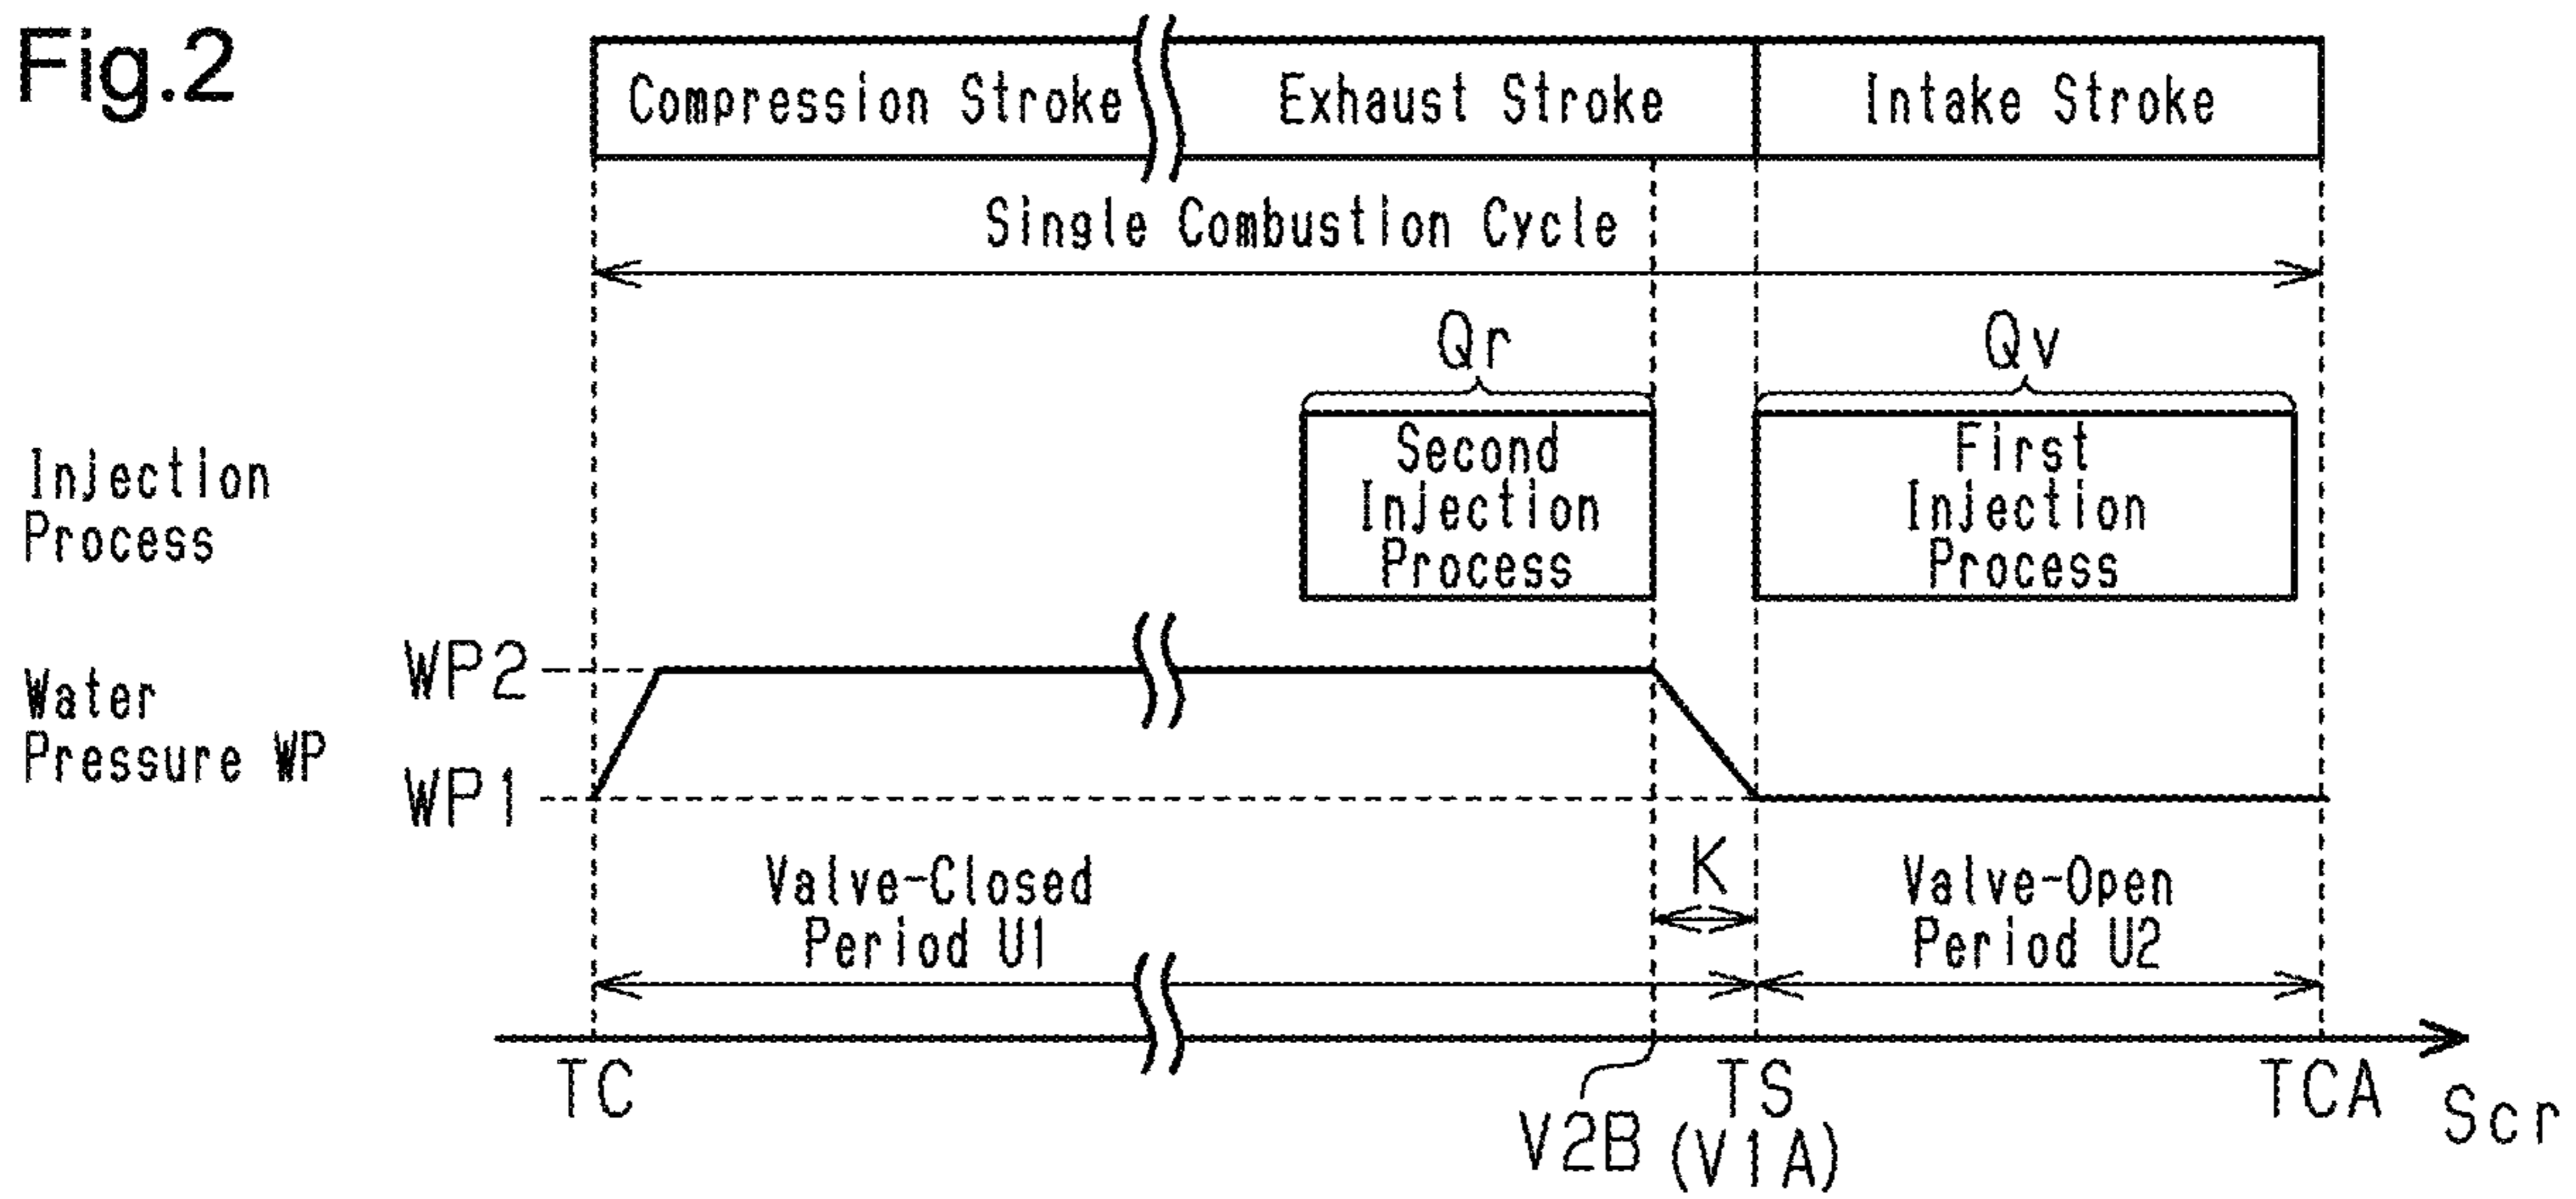 Fig.2
Compression Stroke
Exhaust Stroke
Intake Stroke
Single Combustion Cycle
Qr
Qv
Injection
Process
Second
Injection
Process
First
Injection
Process
Water
Pressure WP
WP2
WP1
Valve-Closed
Period U1
K
Valve-Open
Period U2
TC
V2B
TS
(V1A)
TCA
Scr